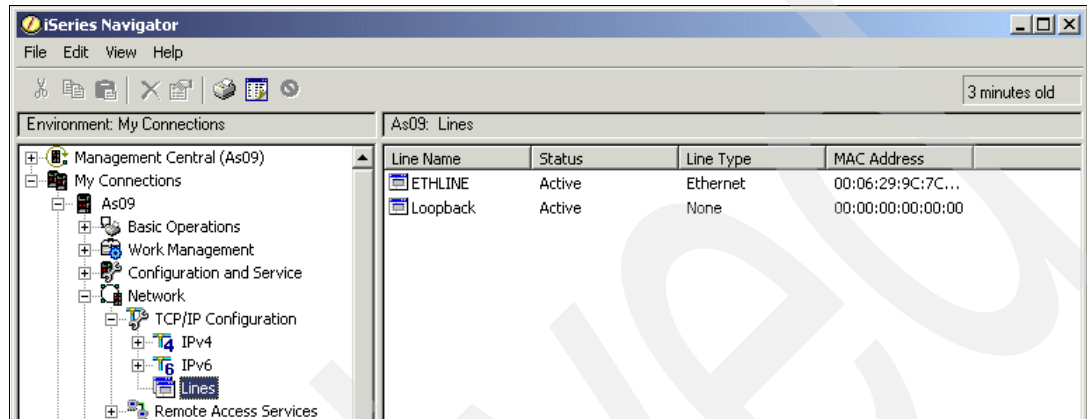 iSeries Navigator
File Edit View Help
3 minutes old
Environment: My Connections
As09: Lines
Management Central (As09)
My Connections
As09
Basic Operations
Work Management
Configuration and Service
Network
TCP/IP Configuration
IPv4
IPv6
Lines
Remote Access Services
Line Name Status Line Type MAC Address
ETHLINE Active Ethernet 00:06:29:9C:7C...
Loopback Active None 00:00:00:00:00:00